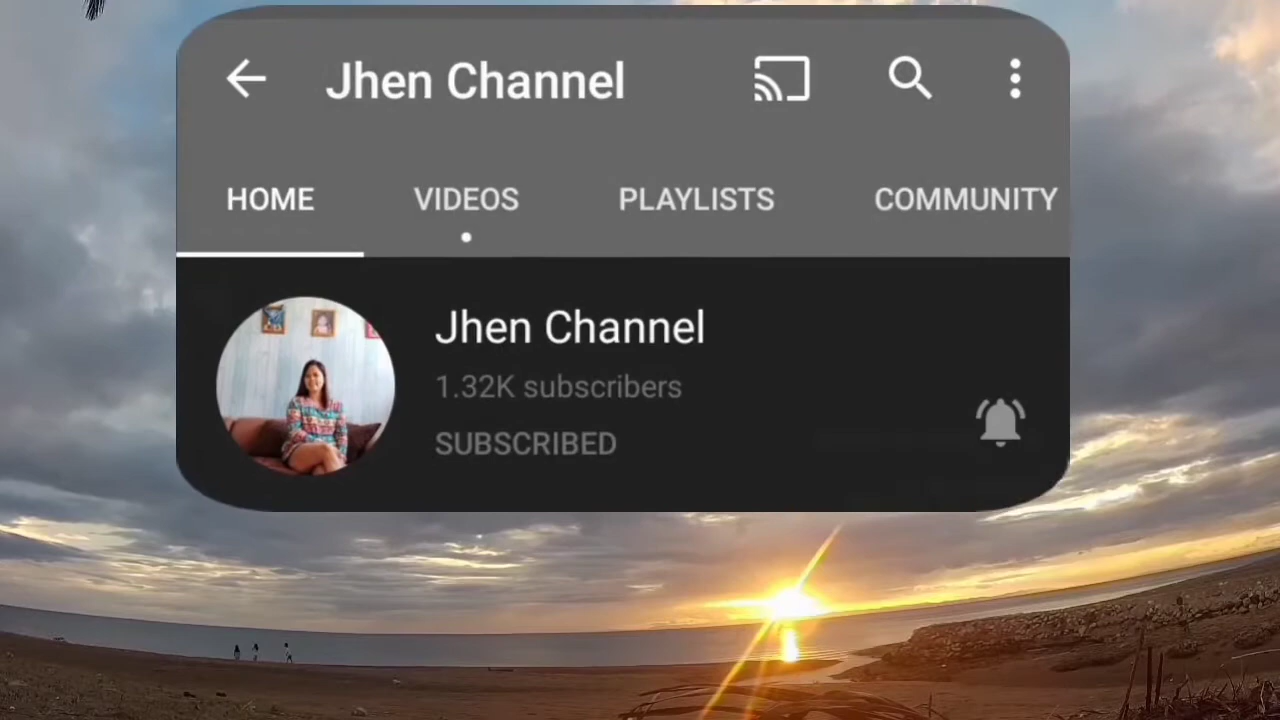 Jhen Channel
HOME VIDEOS PLAYLISTS COMMUNITY
Jhen Channel
1.32K subscribers
SUBSCRIBED